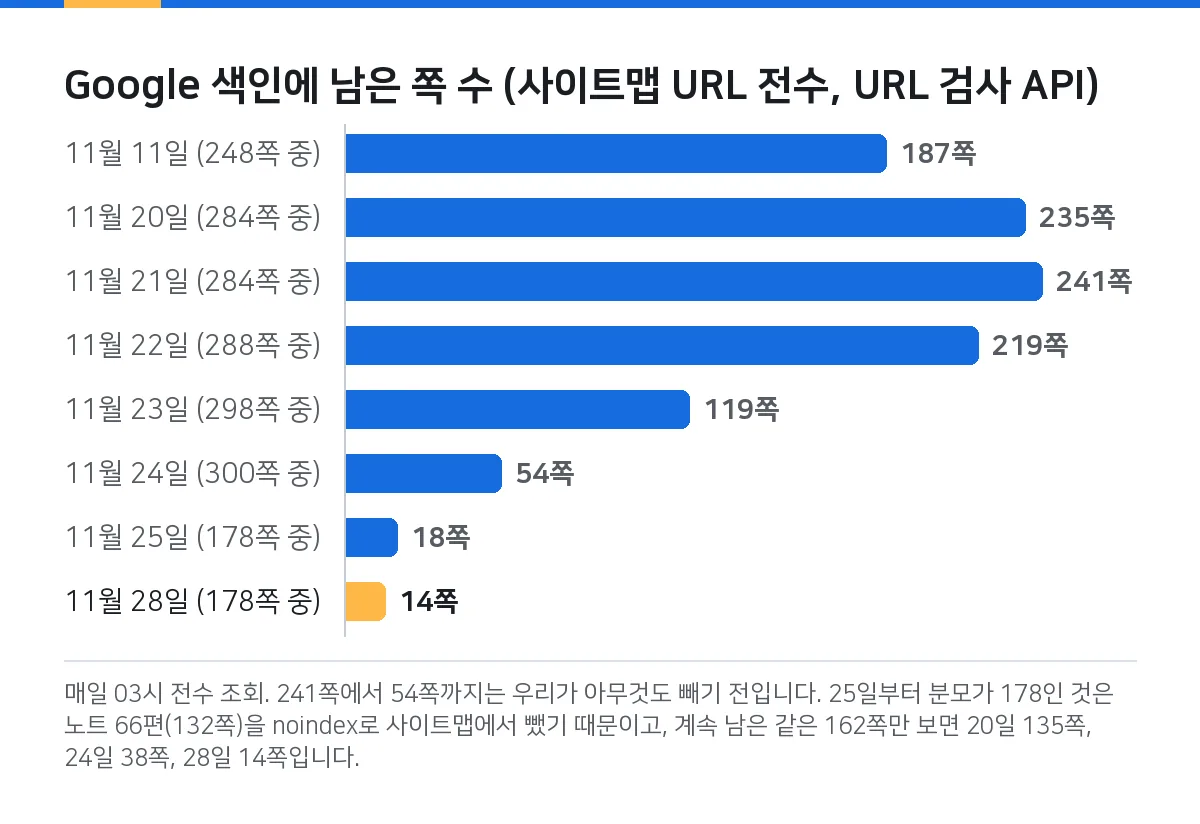 Google 색인에 남은 쪽 수 (사이트맵 URL 전수, URL 검사 API)
11월 11일 (248쪽 중) 187쪽
11월 20일 (284쪽 중) 235쪽
11월 21일 (284쪽 중) 241쪽
11월 22일 (288쪽 중) 219쪽
11월 23일 (298쪽 중) 119쪽
11월 24일 (300쪽 중) 54쪽
11월 25일 (178쪽 중) 18쪽
11월 28일 (178쪽 중) 14쪽
매일 03시 전수 조회. 241쪽에서 54쪽까지는 우리가 아무것도 빼기 전입니다. 25일부터 분모가 178인 것은
노트 66편(132쪽)을 noindex로 사이트맵에서 뺐기 때문이고, 계속 남은 같은 162쪽만 보면 20일 135쪽,
24일 38쪽, 28일 14쪽입니다.